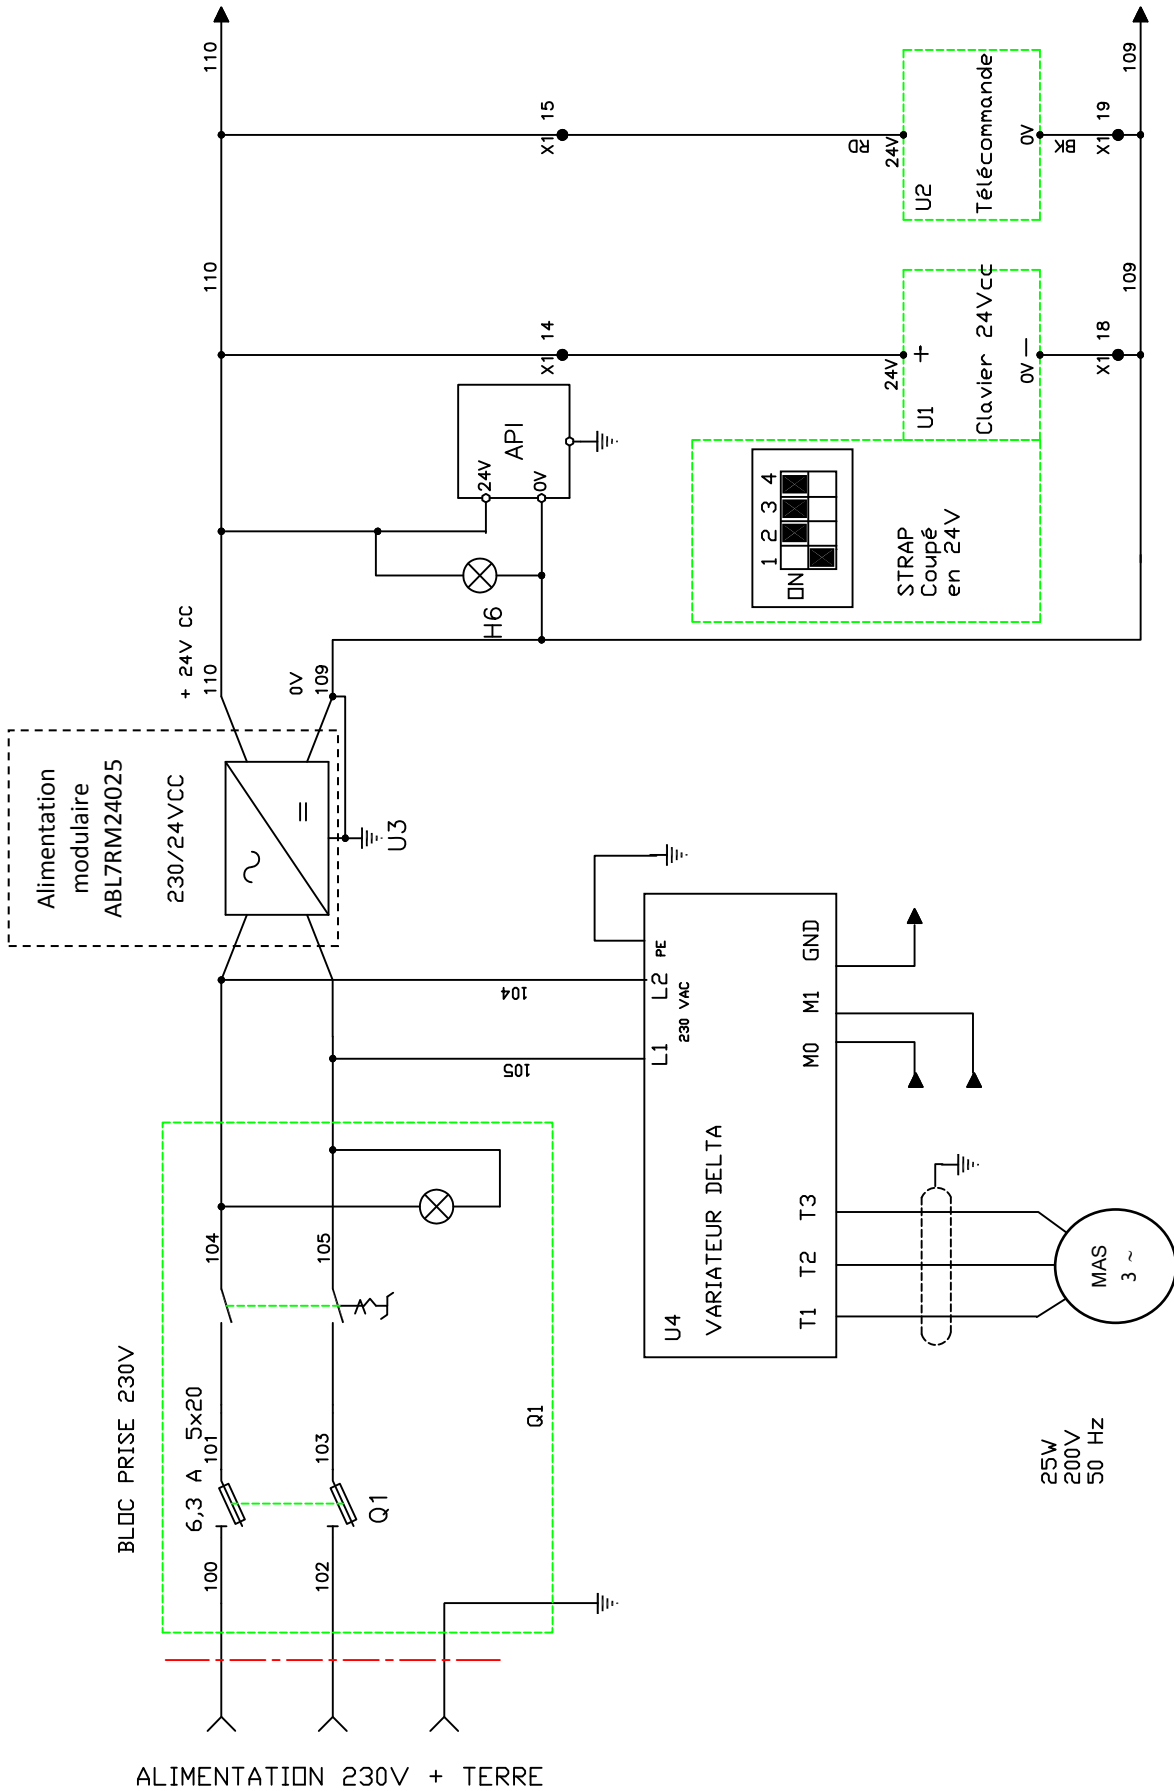 ALIMENTATION 230V + TERRE
BLOC PRISE 230V
6,3 A 5x20
100
101
102
103
Q1
Q1
104
105
104
105
Alimentation
modulaire
ABL7RM24025
230/24VCC
U3
+ 24V CC
110
0V
109
H6
24V
0V
API
110
110
X1 14
X1 15
RD
STRAP
Coupé
en 24V
ON
1 2 3 4
24V
+
U1
Clavier 24Vcc
0V –
X1 18
109
24V
U2
Télécommande
0V
BK
X1 19
109
L1
L2
PE
230 VAC
U4
VARIATEUR DELTA
T1
T2
T3
M0
M1
GND
MAS
3 ~
25W
200V
50 Hz